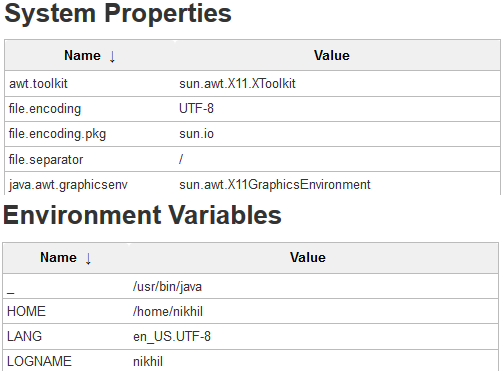 System Properties
Name ↓ Value
awt.toolkit sun.awt.X11.XToolkit
file.encoding UTF-8
file.encoding.pkg sun.io
file.separator /
java.awt.graphicsenv sun.awt.X11GraphicsEnvironment
Environment Variables
Name ↓ Value
_ /usr/bin/java
HOME /home/nikhil
LANG en_US.UTF-8
LOGNAME nikhil